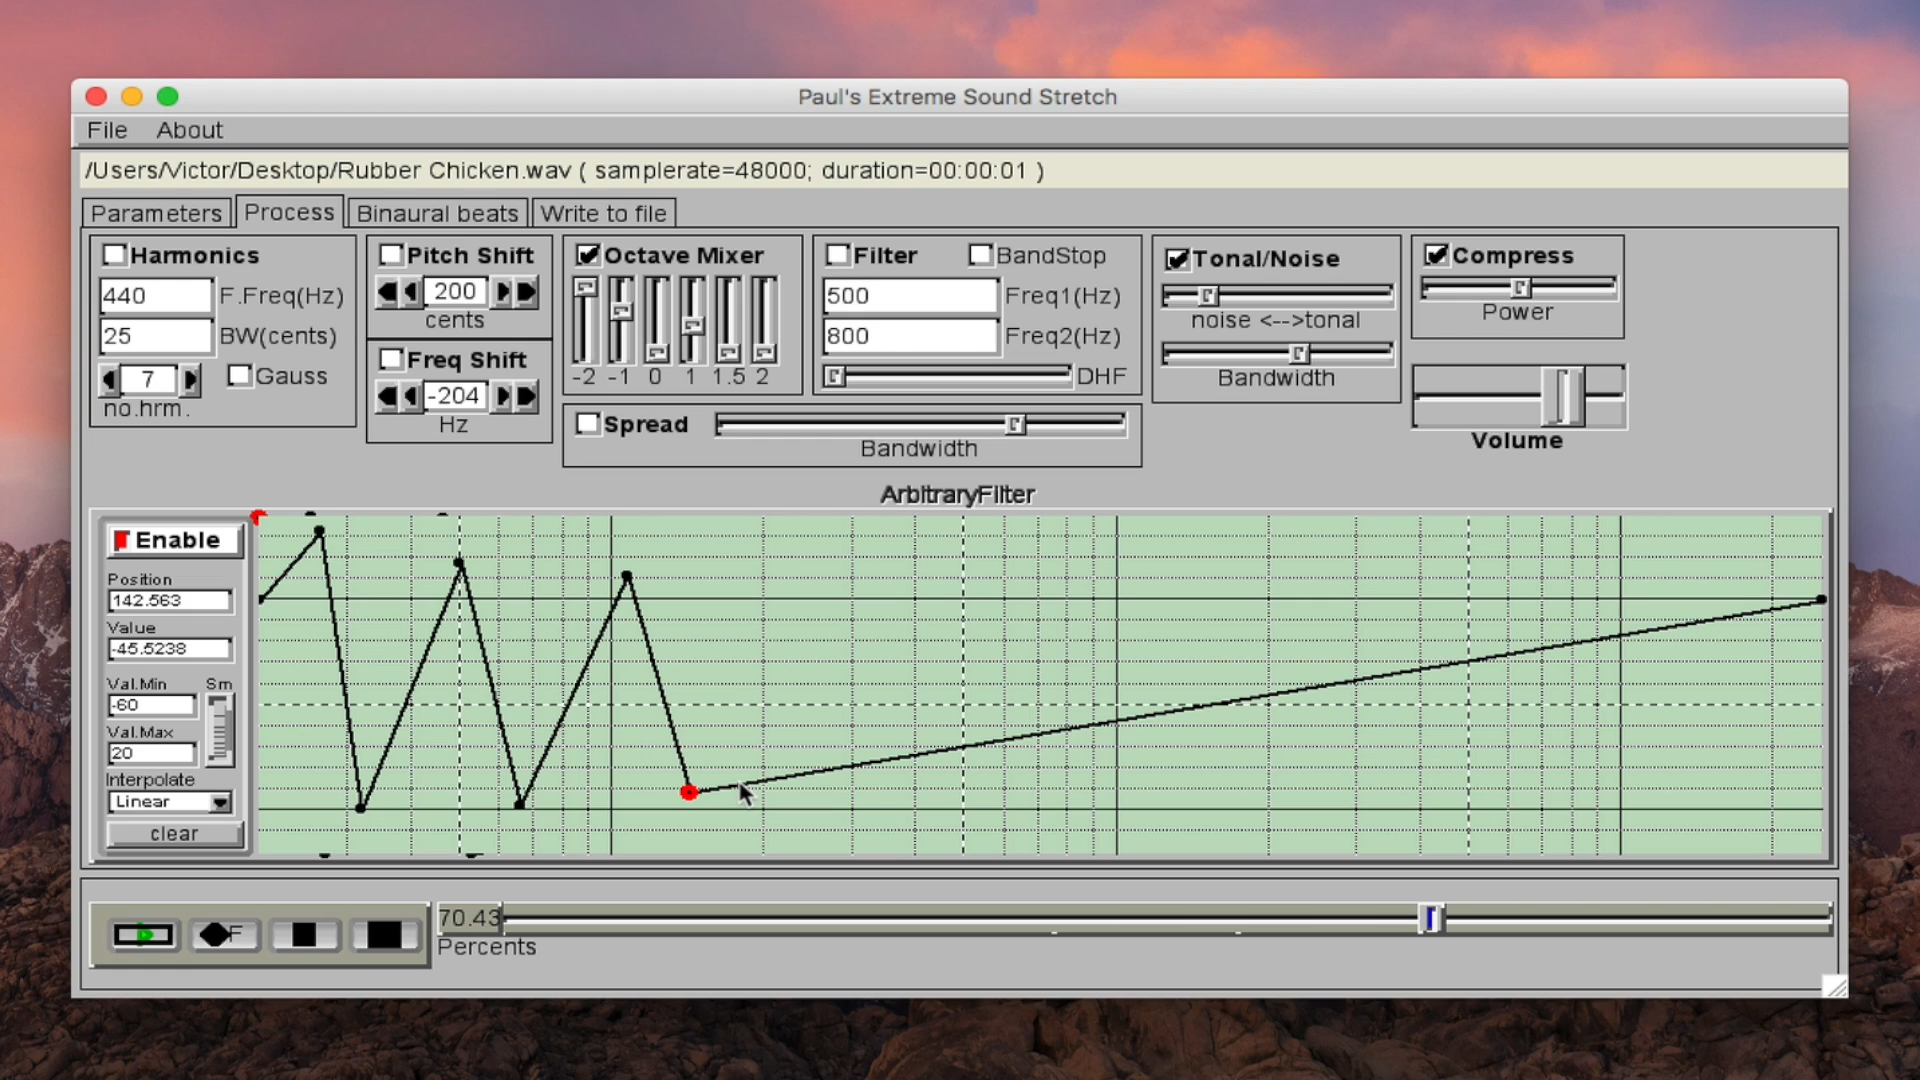 Paul's Extreme Sound Stretch
File About
/Users/Victor/Desktop/Rubber Chicken.wav ( samplerate=48000; duration=00:00:01 )
Parameters Process Binaural beats Write to file
Harmonics
440 F.Freq(Hz)
25 BW(cents)
7 Gauss
no.hrm.
Pitch Shift
200
cents
Freq Shift
-204
Hz
Octave Mixer
-2 -1 0 1 1.5 2
Filter BandStop
500 Freq1(Hz)
800 Freq2(Hz)
DHF
Spread
Bandwidth
Tonal/Noise
noise <-->tonal
Bandwidth
Compress
Power
Volume
ArbitraryFilter
Enable
Position
142.563
Value
-45.5238
Val.Min Sm
-60
Val.Max
20
Interpolate
Linear
clear
F
70.43
Percents